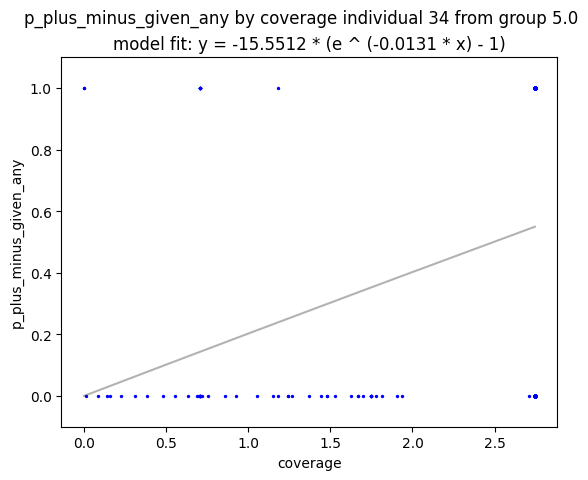 p_plus_minus_given_any by coverage individual 34 from group 5.0
model fit: y = -15.5512 * (e ^ (-0.0131 * x) - 1)
1.0
0.8
0.6
0.4
0.2
0.0
p_plus_minus_given_any
0.0 0.5 1.0 1.5 2.0 2.5
coverage